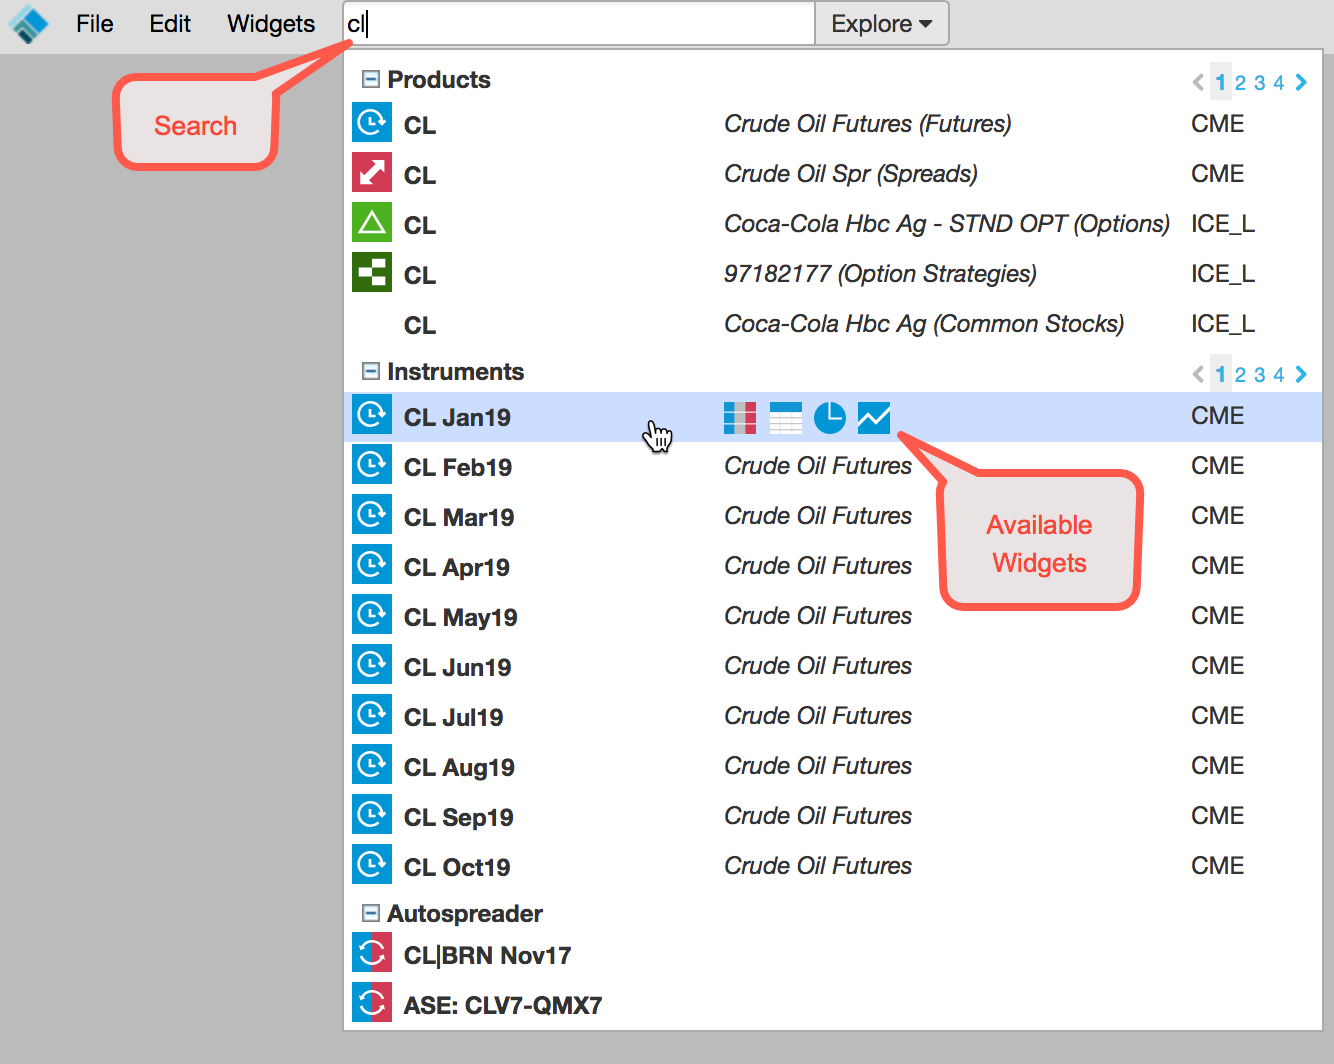 File Edit Widgets cl Explore
Search
Products 1 2 3 4
CL Crude Oil Futures (Futures) CME
CL Crude Oil Spr (Spreads) CME
CL Coca-Cola Hbc Ag - STND OPT (Options) ICE_L
CL 97182177 (Option Strategies) ICE_L
CL Coca-Cola Hbc Ag (Common Stocks) ICE_L
Instruments 1 2 3 4
CL Jan19 CME
CL Feb19 Crude Oil Futures CME
CL Mar19 Crude Oil Futures CME
Available
Widgets
CL Apr19 Crude Oil Futures CME
CL May19 Crude Oil Futures CME
CL Jun19 Crude Oil Futures CME
CL Jul19 Crude Oil Futures CME
CL Aug19 Crude Oil Futures CME
CL Sep19 Crude Oil Futures CME
CL Oct19 Crude Oil Futures CME
Autospreader
CL|BRN Nov17
ASE: CLV7-QMX7